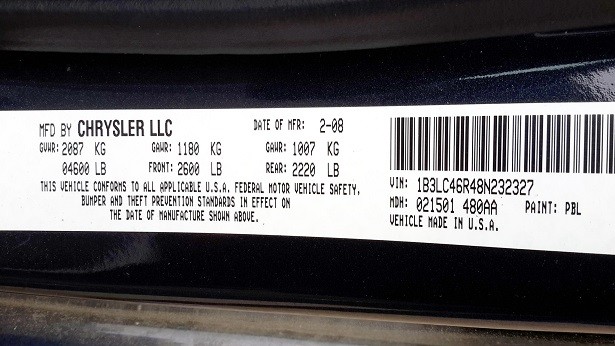 MFD BY CHRYSLER LLC DATE OF MFR: 2-08
GVWR: 2087 KG GAWR: 1180 KG GAWR: 1007 KG
04600 LB FRONT: 2600 LB REAR: 2220 LB
THIS VEHICLE CONFORMS TO ALL APPLICABLE U.S.A. FEDERAL MOTOR VEHICLE SAFETY,
BUMPER AND THEFT PREVENTION STANDARDS IN EFFECT ON
THE DATE OF MANUFACTURE SHOWN ABOVE.
VIN: 1B3LC46R48N232327
MDH: 021501 480AA PAINT: PBL
VEHICLE MADE IN U.S.A.